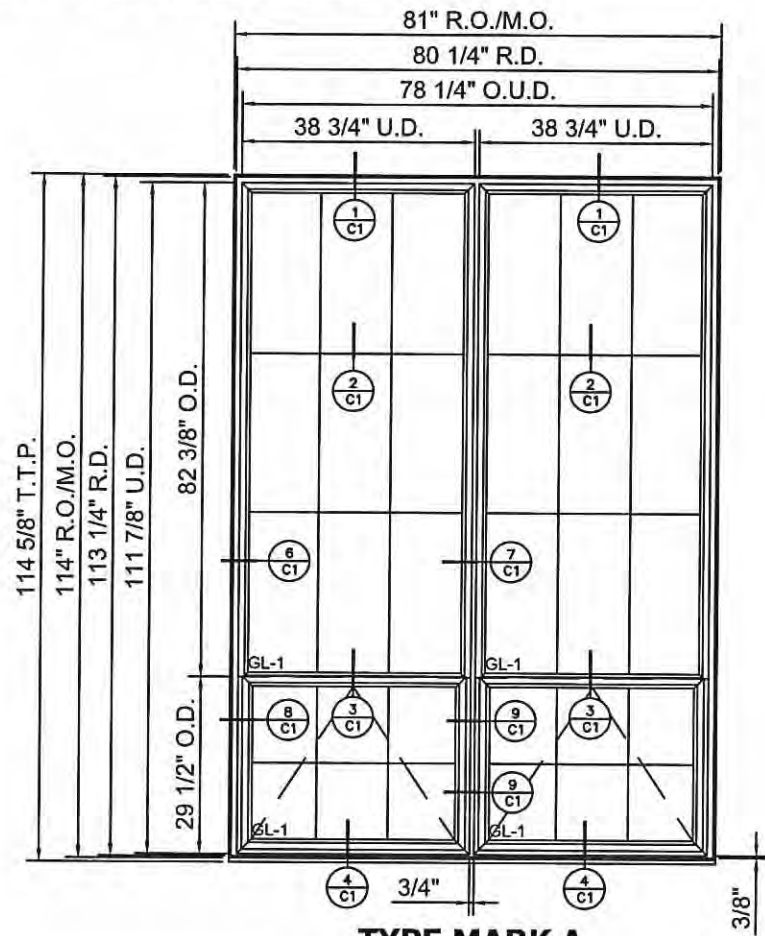 81" R.O./M.O.
80 1/4" R.D.
78 1/4" O.U.D.
38 3/4" U.D.
38 3/4" U.D.
114 5/8" T.T.P.
114" R.O./M.O.
113 1/4" R.D.
111 7/8" U.D.
82 3/8" O.D.
29 1/2" O.D.
1
C1
1
C1
2
C1
2
C1
6
C1
7
C1
GL-1
GL-1
8
C1
3
C1
9
C1
3
C1
9
C1
GL-1
GL-1
4
C1
3/4"
4
C1
3/8"
TYPE MARK A